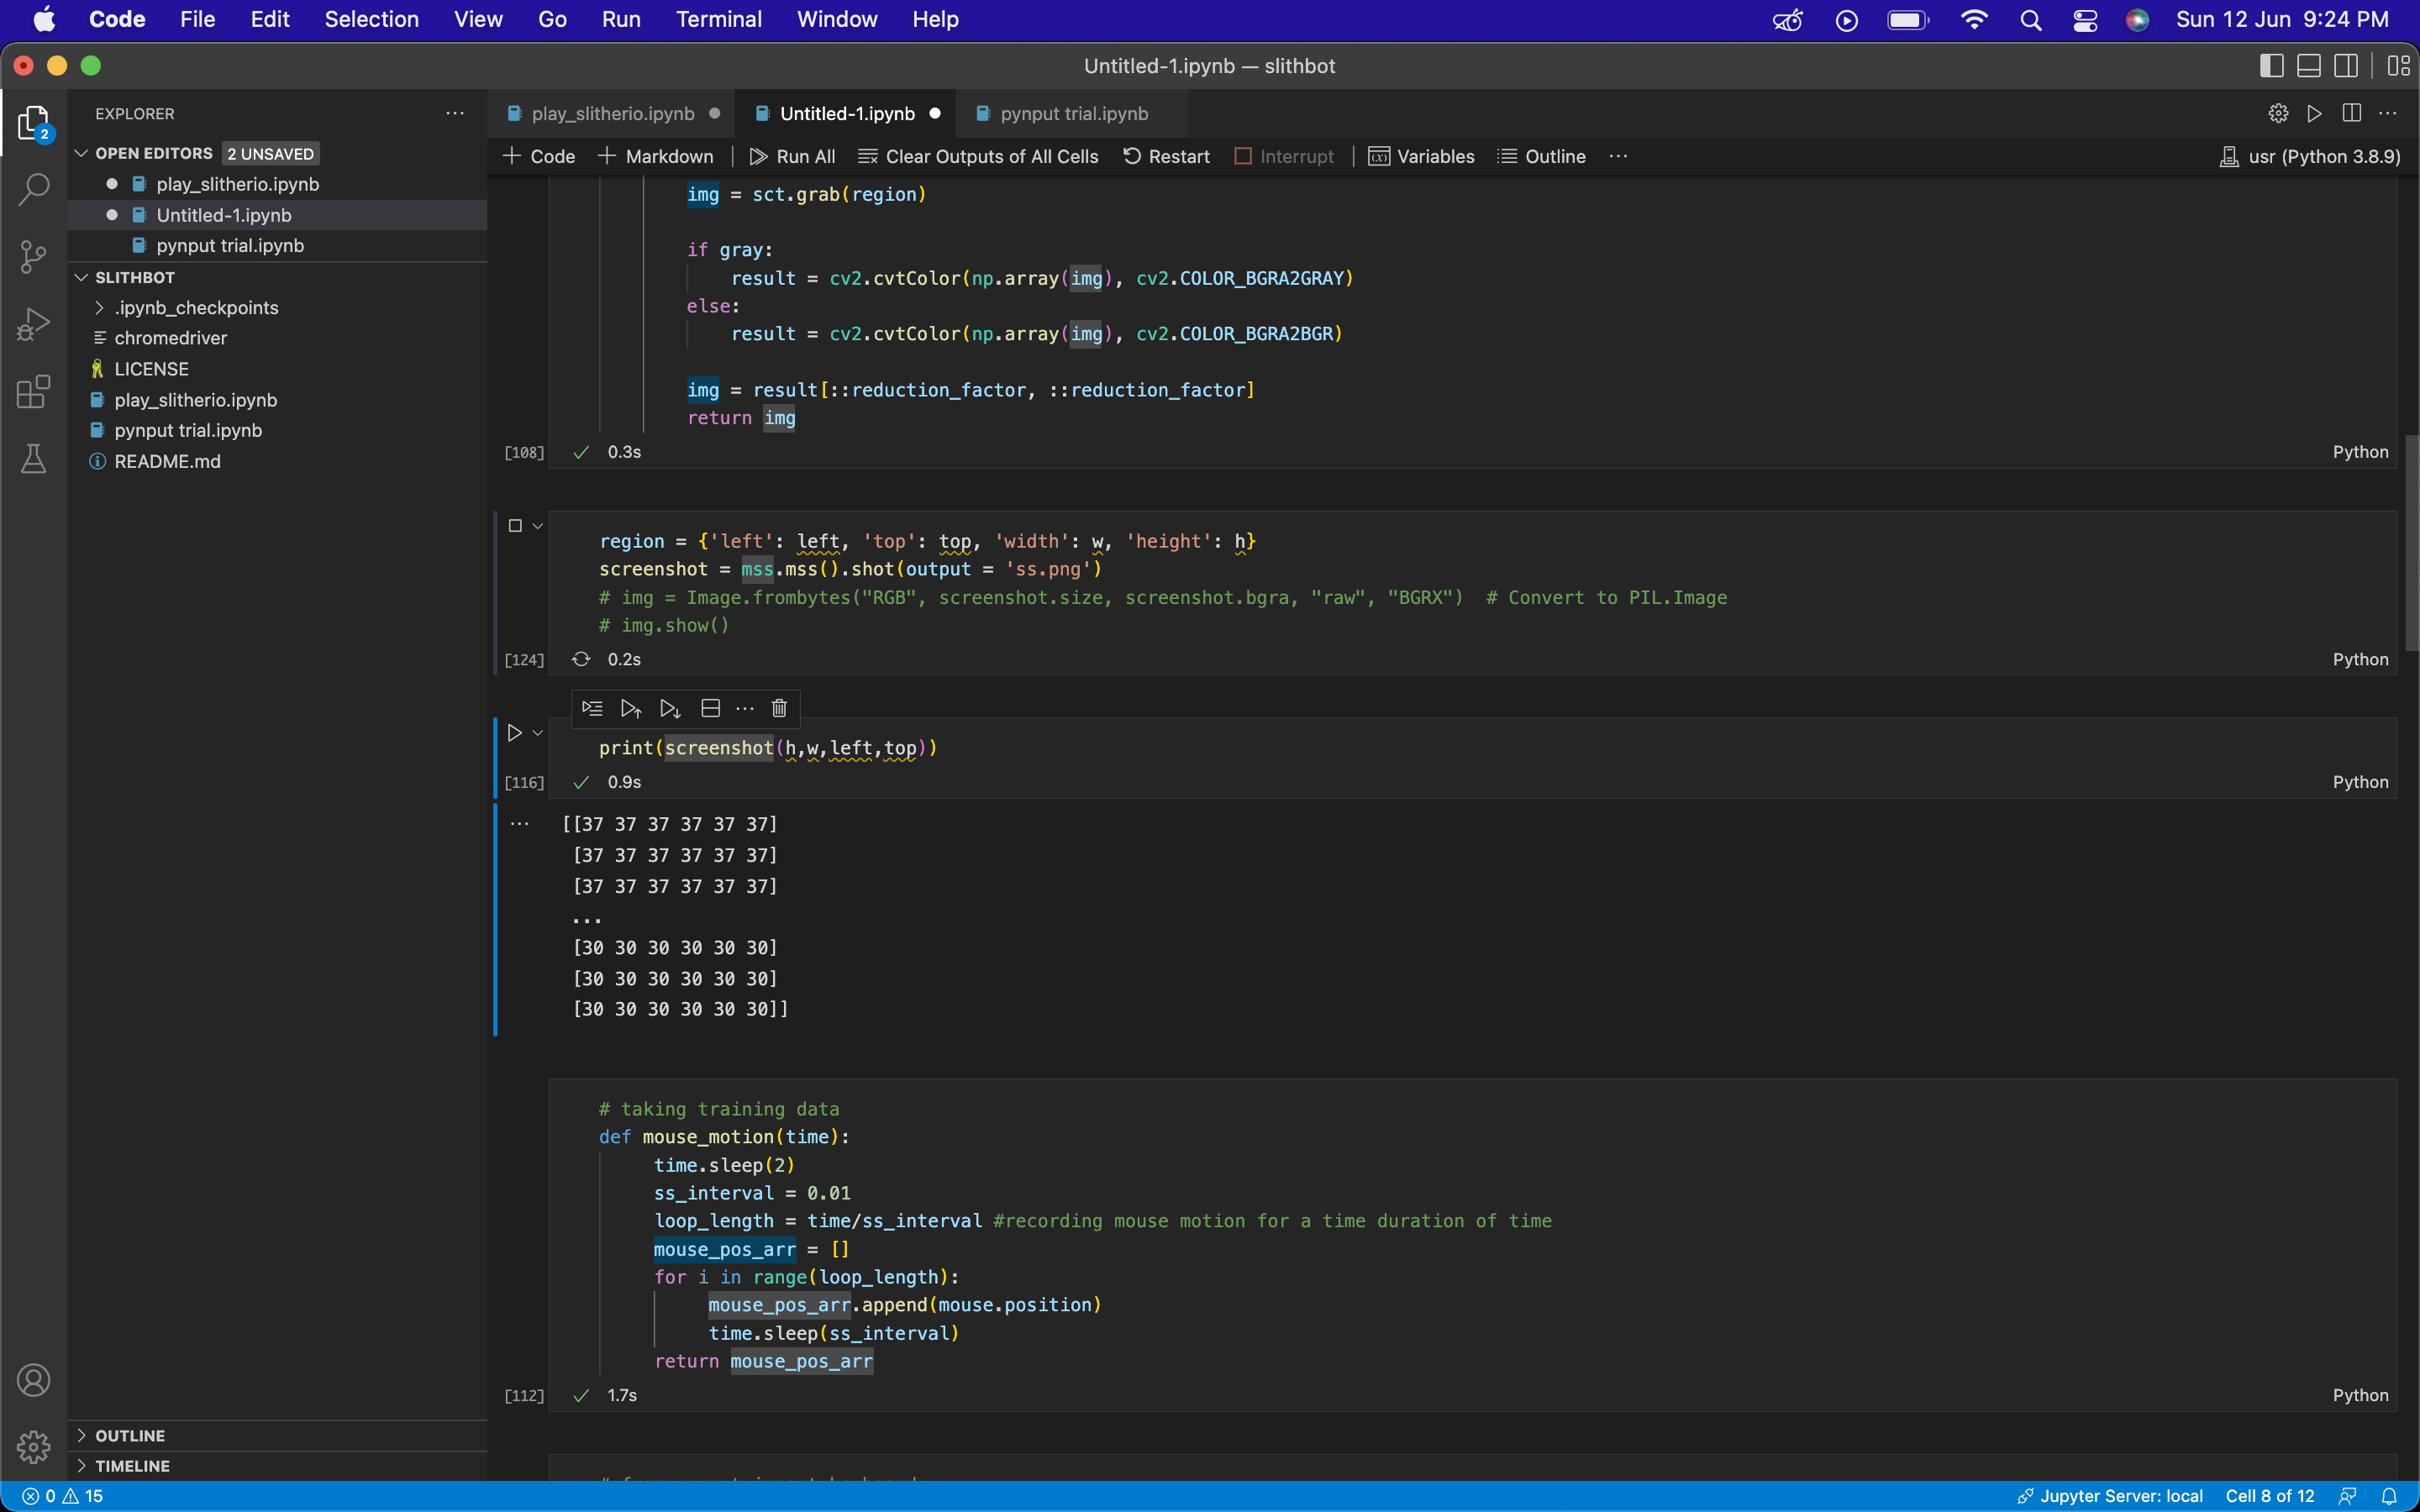 Code File Edit Selection View Go Run Terminal Window Help Sun 12 Jun 9:24 PM
Untitled-1.ipynb — slithbot
EXPLORER
OPEN EDITORS 2 UNSAVED
play_slitherio.ipynb
Untitled-1.ipynb
pynput trial.ipynb
SLITHBOT
.ipynb_checkpoints
chromedriver
LICENSE
play_slitherio.ipynb
pynput trial.ipynb
README.md
OUTLINE
TIMELINE
2
play_slitherio.ipynb Untitled-1.ipynb pynput trial.ipynb
Code Markdown Run All Clear Outputs of All Cells Restart Interrupt Variables Outline usr (Python 3.8.9)
img = sct.grab(region)
if gray:
result = cv2.cvtColor(np.array(img), cv2.COLOR_BGRA2GRAY)
else:
result = cv2.cvtColor(np.array(img), cv2.COLOR_BGRA2BGR)
img = result[::reduction_factor, ::reduction_factor]
return img
[108] 0.3s Python
region = {'left': left, 'top': top, 'width': w, 'height': h}
screenshot = mss.mss().shot(output = 'ss.png')
# img = Image.frombytes("RGB", screenshot.size, screenshot.bgra, "raw", "BGRX")  # Convert to PIL.Image
# img.show()
[124] 0.2s Python
print(screenshot(h,w,left,top))
[116] 0.9s Python
[[37 37 37 37 37 37]
[37 37 37 37 37 37]
[37 37 37 37 37 37]
...
[30 30 30 30 30 30]
[30 30 30 30 30 30]
[30 30 30 30 30 30]]
# taking training data
def mouse_motion(time):
time.sleep(2)
ss_interval = 0.01
loop_length = time/ss_interval #recording mouse motion for a time duration of time
mouse_pos_arr = []
for i in range(loop_length):
mouse_pos_arr.append(mouse.position)
time.sleep(ss_interval)
return mouse_pos_arr
[112] 1.7s Python
0 15 Jupyter Server: local Cell 8 of 12